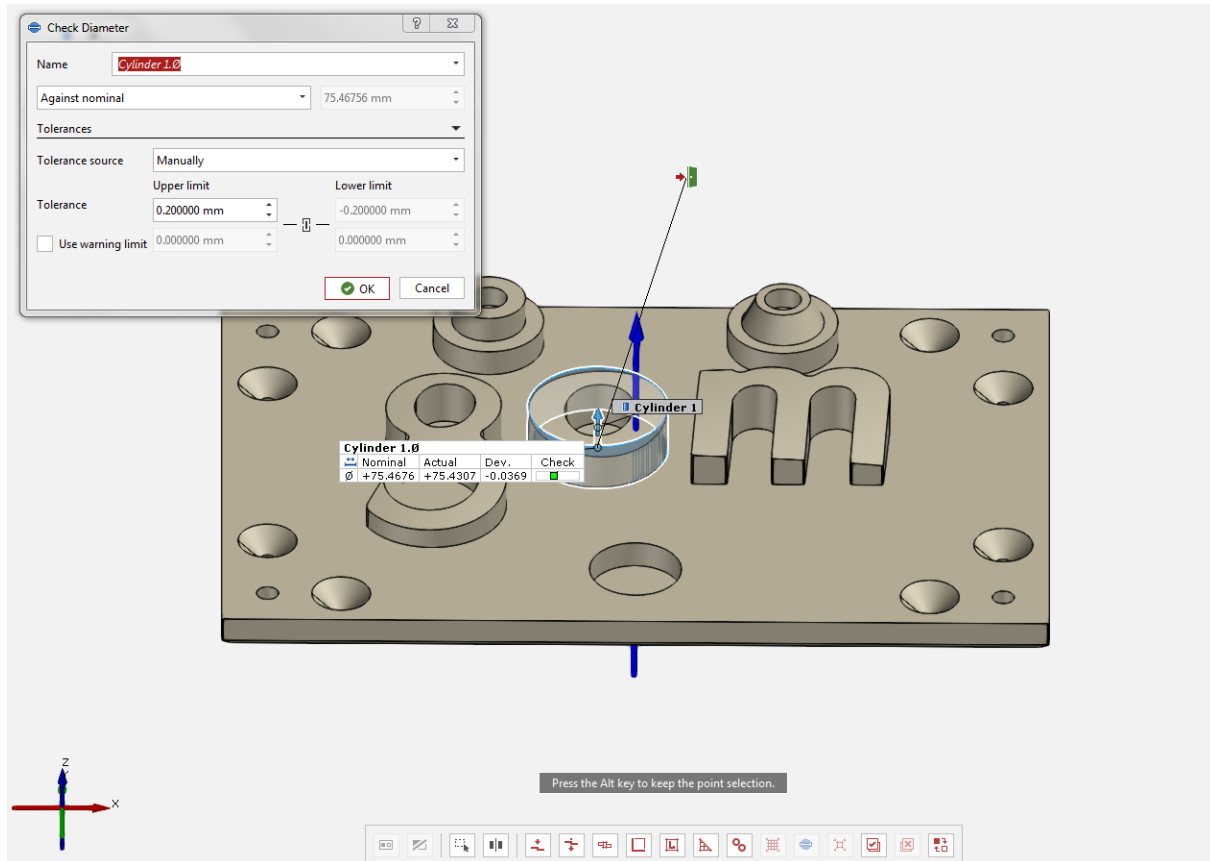 Check Diameter
Name Cylinder 1.Ø
Against nominal 75.46756 mm
Tolerances
Tolerance source Manually
Upper limit Lower limit
Tolerance 0.200000 mm -0.200000 mm
Use warning limit 0.000000 mm 0.000000 mm
OK Cancel
Cylinder 1
Cylinder 1.Ø
Nominal Actual Dev. Check
Ø +75.4676 +75.4307 -0.0369
Press the Alt key to keep the point selection.
Z
X